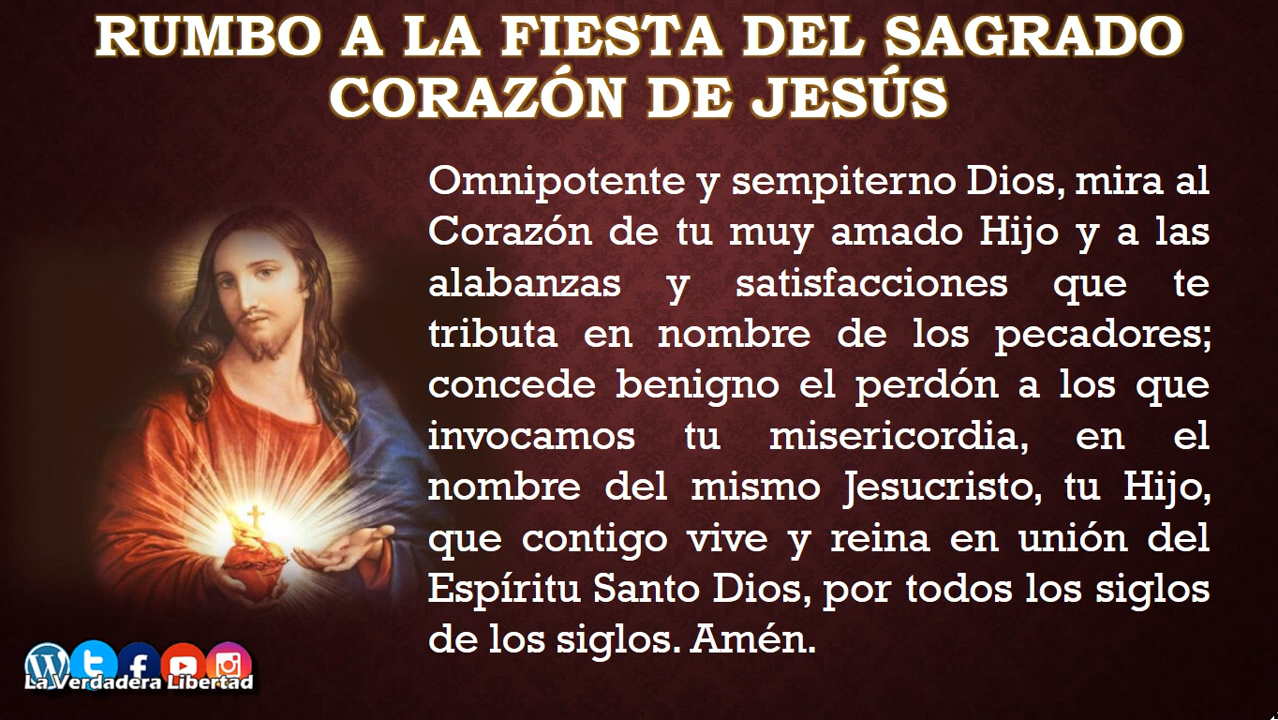 RUMBO A LA FIESTA DEL SAGRADO
CORAZÓN DE JESÚS
Omnipotente y sempiterno Dios, mira al
Corazón de tu muy amado Hijo y a las
alabanzas y satisfacciones que te
tributa en nombre de los pecadores;
concede benigno el perdón a los que
invocamos tu misericordia, en el
nombre del mismo Jesucristo, tu Hijo,
que contigo vive y reina en unión del
Espíritu Santo Dios, por todos los siglos
de los siglos. Amén.
La Verdadera Libertad